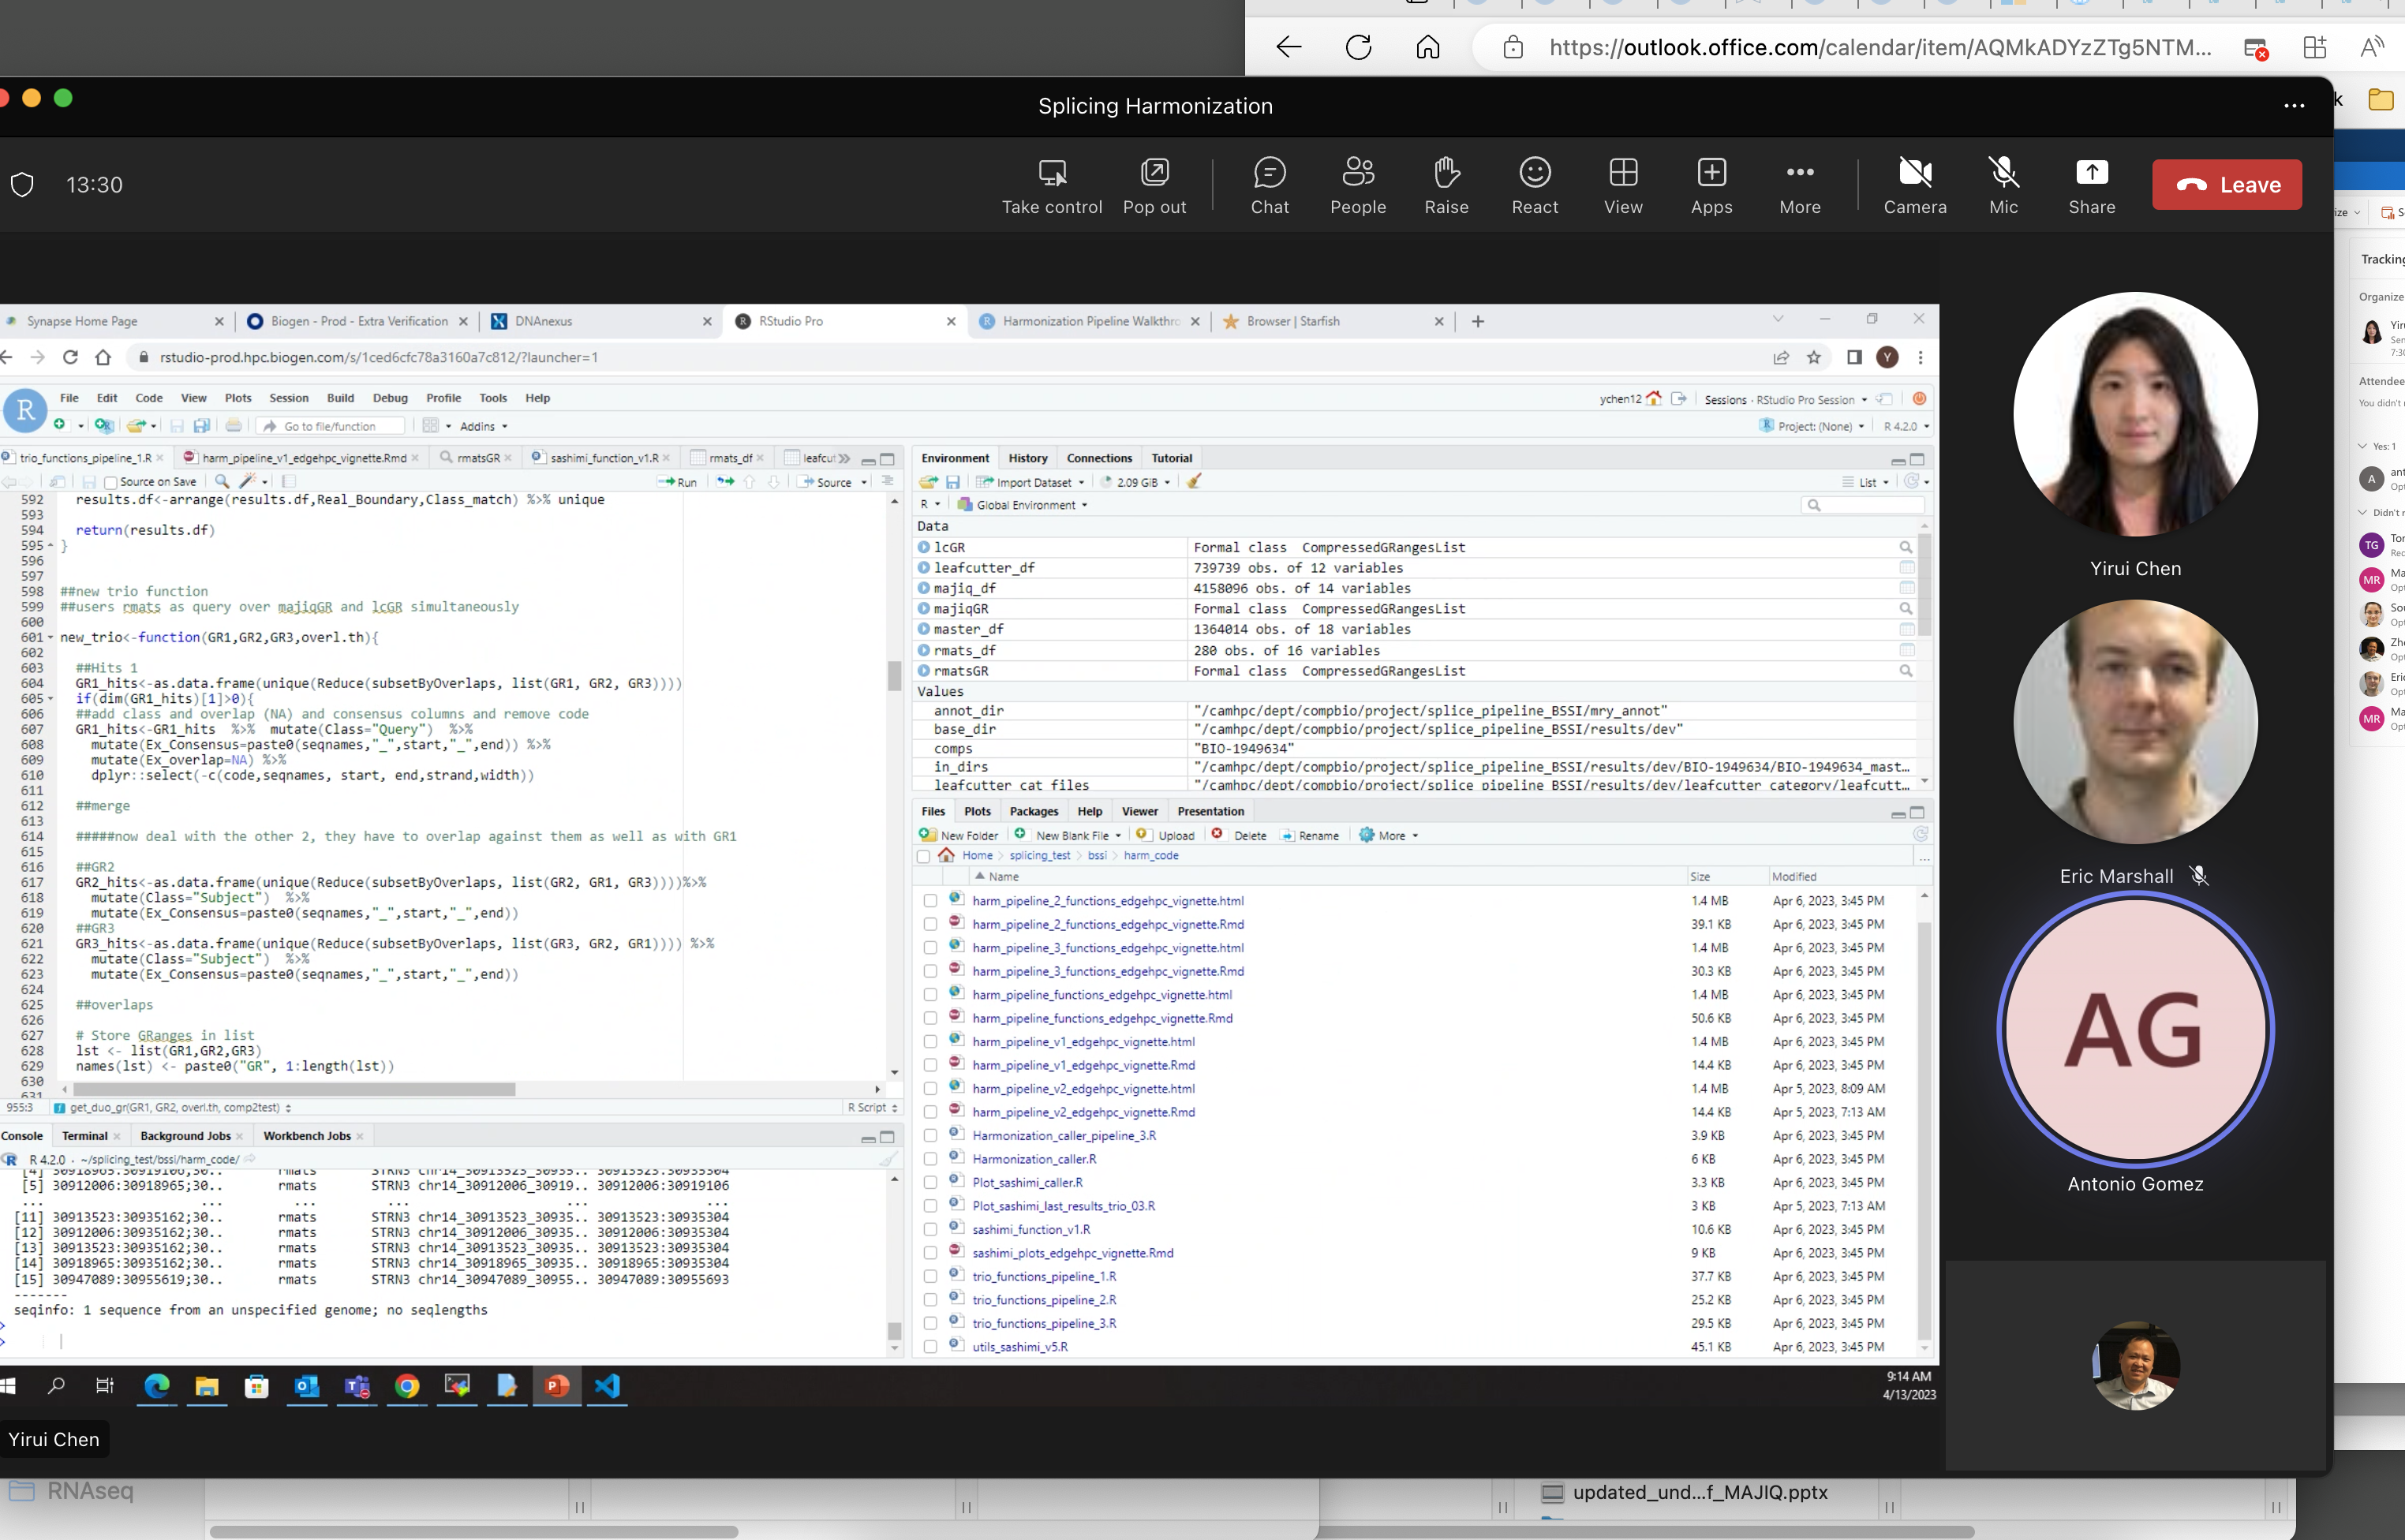 https://outlook.office.com/calendar/item/AQMkADYzZTg5NTM...
Splicing Harmonization
13:30
Take control
Pop out
Chat
People
Raise
React
View
Apps
More
Camera
Mic
Share
Leave
Synapse Home Page
Biogen - Prod - Extra Verification
DNAnexus
RStudio Pro
Harmonization Pipeline Walkthro
Browser | Starfish
rstudio-prod.hpc.biogen.com/s/1ced6cfc78a3160a7c812/?launcher=1
File Edit Code View Plots Session Build Debug Profile Tools Help
ychen12
Sessions - RStudio Pro Session
Go to file/function
Addins
Project: (None)
R 4.2.0
trio_functions_pipeline_1.R
harm_pipeline_v1_edgehpc_vignette.Rmd
rmatsGR
sashimi_function_v1.R
rmats_df
leafcut
Source on Save
Run
Source
592 results.df<-arrange(results.df,Real_Boundary,Class_match) %>% unique
593
594 return(results.df)
595 }
596
597
598 ##new trio function
599 ##users rmats as query over majiqGR and lcGR simultaneously
600
601 new_trio<-function(GR1,GR2,GR3,overl.th){
602
603 ##Hits 1
604 GR1_hits<-as.data.frame(unique(Reduce(subsetByOverlaps, list(GR1, GR2, GR3))))
605 if(dim(GR1_hits)[1]>0){
606 ##add class and overlap (NA) and consensus columns and remove code
607 GR1_hits<-GR1_hits %>% mutate(Class="Query") %>%
608 mutate(Ex_Consensus=paste0(seqnames,"_",start,"_",end)) %>%
609 mutate(Ex_overlap=NA) %>%
610 dplyr::select(-c(code,seqnames, start, end,strand,width))
611
612 ##merge
613
614 #####now deal with the other 2, they have to overlap against them as well as with GR1
615
616 ##GR2
617 GR2_hits<-as.data.frame(unique(Reduce(subsetByOverlaps, list(GR2, GR1, GR3))))%>%
618 mutate(Class="Subject") %>%
619 mutate(Ex_Consensus=paste0(seqnames,"_",start,"_",end))
620 ##GR3
621 GR3_hits<-as.data.frame(unique(Reduce(subsetByOverlaps, list(GR3, GR2, GR1)))) %>%
622 mutate(Class="Subject") %>%
623 mutate(Ex_Consensus=paste0(seqnames,"_",start,"_",end))
624
625 ##overlaps
626
627 # Store GRanges in list
628 lst <- list(GR1,GR2,GR3)
629 names(lst) <- paste0("GR", 1:length(lst))
630
631
955:3 get_duo_gr(GR1, GR2, overl.th, comp2test)
R Script
Console Terminal Background Jobs Workbench Jobs
R 4.2.0 · ~/splicing_test/bssi/harm_code/
[4] 30918965:30919106;30.. rmats STRN3 chr14_30913523_30935.. 30913523:30935304
[5] 30912006:30918965;30.. rmats STRN3 chr14_30912006_30919.. 30912006:30919106
... ... ... ... ... ...
[11] 30913523:30935162;30.. rmats STRN3 chr14_30913523_30935.. 30913523:30935304
[12] 30912006:30935162;30.. rmats STRN3 chr14_30912006_30935.. 30912006:30935304
[13] 30913523:30935162;30.. rmats STRN3 chr14_30913523_30935.. 30913523:30935304
[14] 30918965:30935162;30.. rmats STRN3 chr14_30918965_30935.. 30918965:30935304
[15] 30947089:30955619;30.. rmats STRN3 chr14_30947089_30955.. 30947089:30955693
-------
seqinfo: 1 sequence from an unspecified genome; no seqlengths
>
>
Environment History Connections Tutorial
Import Dataset
2.09 GiB
List
R
Global Environment
Data
lcGR Formal class CompressedGRangesList
leafcutter_df 739739 obs. of 12 variables
majiq_df 4158096 obs. of 14 variables
majiqGR Formal class CompressedGRangesList
master_df 1364014 obs. of 18 variables
rmats_df 280 obs. of 16 variables
rmatsGR Formal class CompressedGRangesList
Values
annot_dir "/camhpc/dept/compbio/project/splice_pipeline_BSSI/mry_annot"
base_dir "/camhpc/dept/compbio/project/splice_pipeline_BSSI/results/dev"
comps "BIO-1949634"
in_dirs "/camhpc/dept/compbio/project/splice_pipeline_BSSI/results/dev/BIO-1949634/BIO-1949634_mast...
leafcutter_cat_files "/camhpc/dept/compbio/project/splice_pipeline_BSSI/results/dev/leafcutter_category/leafcutt...
Files Plots Packages Help Viewer Presentation
New Folder New Blank File Upload Delete Rename More
Home splicing_test bssi harm_code
...
Name Size Modified
harm_pipeline_2_functions_edgehpc_vignette.html 1.4 MB Apr 6, 2023, 3:45 PM
harm_pipeline_2_functions_edgehpc_vignette.Rmd 39.1 KB Apr 6, 2023, 3:45 PM
harm_pipeline_3_functions_edgehpc_vignette.html 1.4 MB Apr 6, 2023, 3:45 PM
harm_pipeline_3_functions_edgehpc_vignette.Rmd 30.3 KB Apr 6, 2023, 3:45 PM
harm_pipeline_functions_edgehpc_vignette.html 1.4 MB Apr 6, 2023, 3:45 PM
harm_pipeline_functions_edgehpc_vignette.Rmd 50.6 KB Apr 6, 2023, 3:45 PM
harm_pipeline_v1_edgehpc_vignette.html 1.4 MB Apr 6, 2023, 3:45 PM
harm_pipeline_v1_edgehpc_vignette.Rmd 14.4 KB Apr 6, 2023, 3:45 PM
harm_pipeline_v2_edgehpc_vignette.html 1.4 MB Apr 5, 2023, 8:09 AM
harm_pipeline_v2_edgehpc_vignette.Rmd 14.4 KB Apr 5, 2023, 7:13 AM
Harmonization_caller_pipeline_3.R 3.9 KB Apr 6, 2023, 3:45 PM
Harmonization_caller.R 6 KB Apr 6, 2023, 3:45 PM
Plot_sashimi_caller.R 3.3 KB Apr 6, 2023, 3:45 PM
Plot_sashimi_last_results_trio_03.R 3 KB Apr 5, 2023, 7:13 AM
sashimi_function_v1.R 10.6 KB Apr 6, 2023, 3:45 PM
sashimi_plots_edgehpc_vignette.Rmd 9 KB Apr 6, 2023, 3:45 PM
trio_functions_pipeline_1.R 37.7 KB Apr 6, 2023, 3:45 PM
trio_functions_pipeline_2.R 25.2 KB Apr 6, 2023, 3:45 PM
trio_functions_pipeline_3.R 29.5 KB Apr 6, 2023, 3:45 PM
utils_sashimi_v5.R 45.1 KB Apr 6, 2023, 3:45 PM
9:14 AM
4/13/2023
Yirui Chen
Yirui Chen
Eric Marshall
AG
Antonio Gomez
Tracking
Yes: 1
A
TG
MR
MR
RNAseq
updated_und...f_MAJIQ.pptx